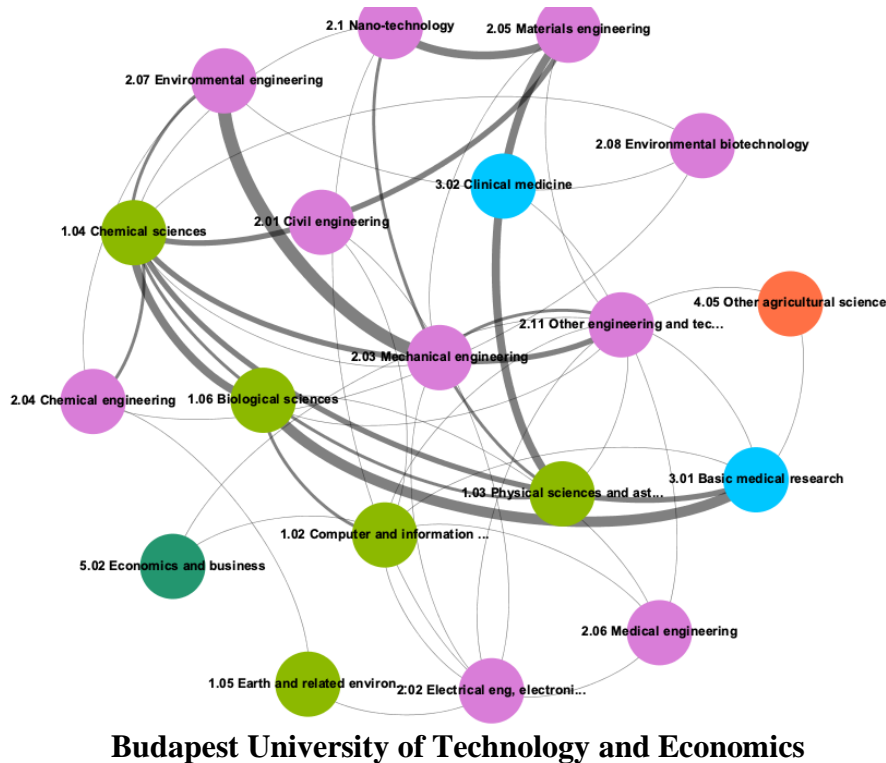 2.1 Nano-technology
2.05 Materials engineering
2.07 Environmental engineering
2.08 Environmental biotechnology
3.02 Clinical medicine
2.01 Civil engineering
1.04 Chemical sciences
4.05 Other agricultural science
2.11 Other engineering and tec...
2.03 Mechanical engineering
2.04 Chemical engineering
1.06 Biological sciences
3.01 Basic medical research
1.03 Physical sciences and ast...
1.02 Computer and information ...
5.02 Economics and business
2.06 Medical engineering
1.05 Earth and related environ...
2.02 Electrical eng, electroni...
Budapest University of Technology and Economics